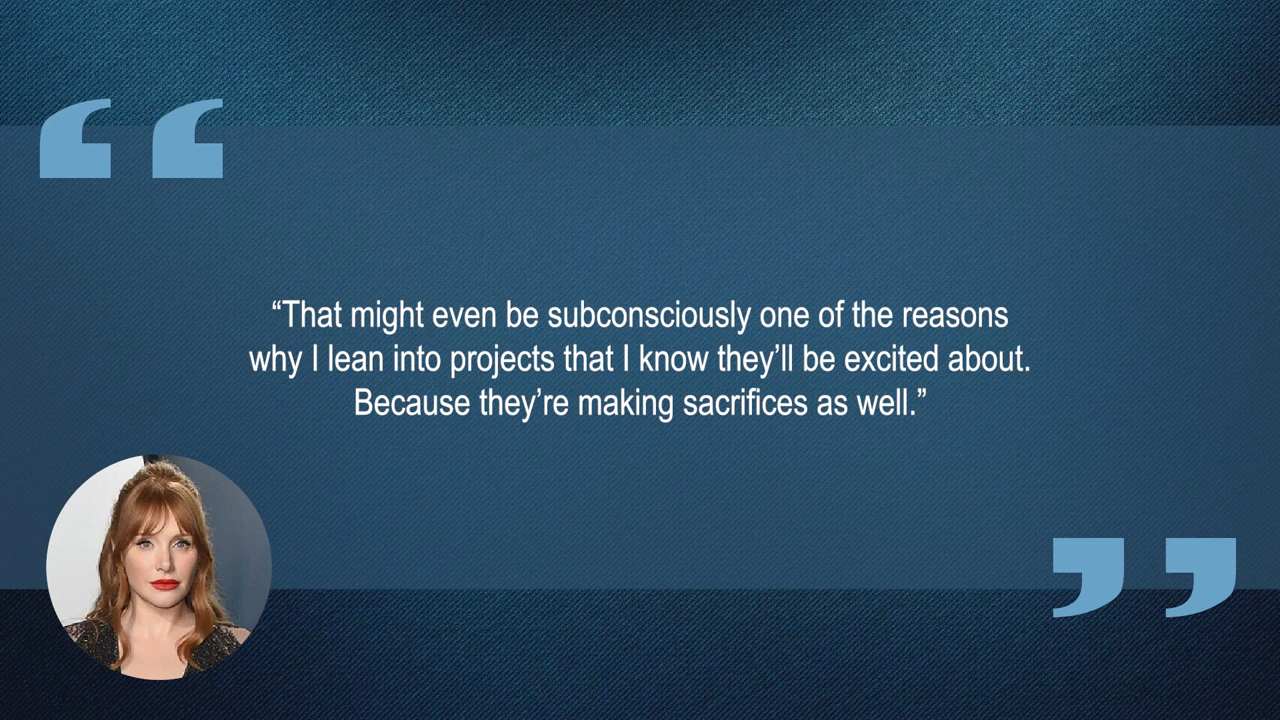 “That might even be subconsciously one of the reasons
why I lean into projects that I know they’ll be excited about.
Because they’re making sacrifices as well.”